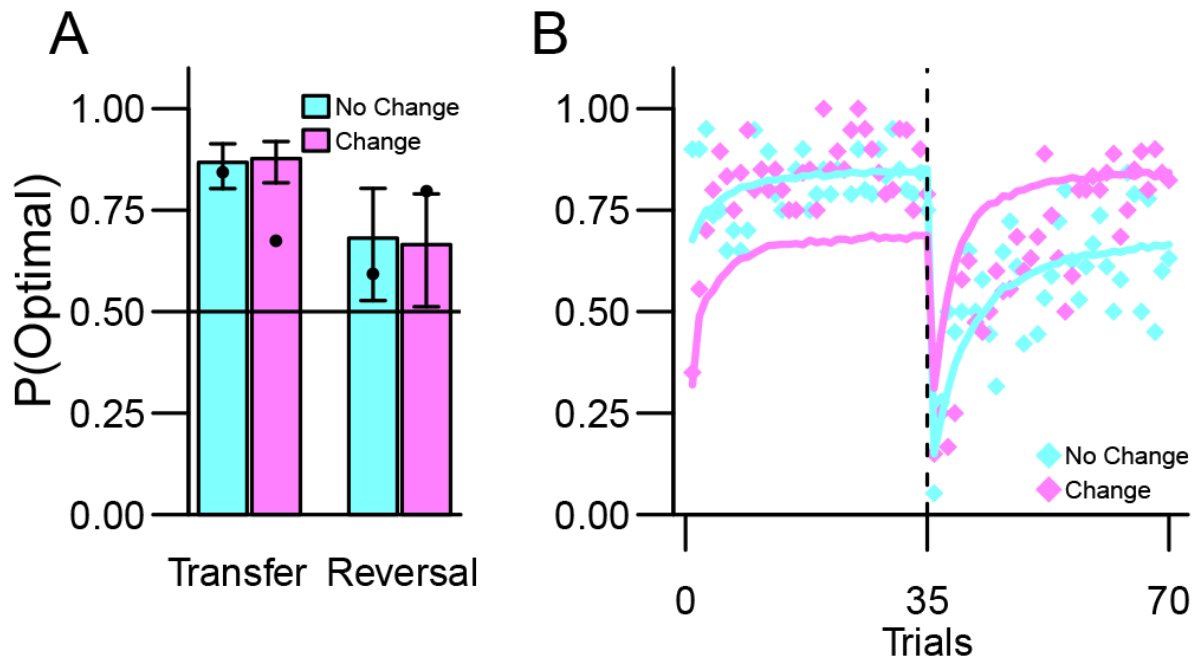 A
P(Optimal)
1.00
0.75
0.50
0.25
0.00
No Change
Change
Transfer Reversal
B
1.00
0.75
0.50
0.25
0.00
No Change
Change
0 35 70
Trials